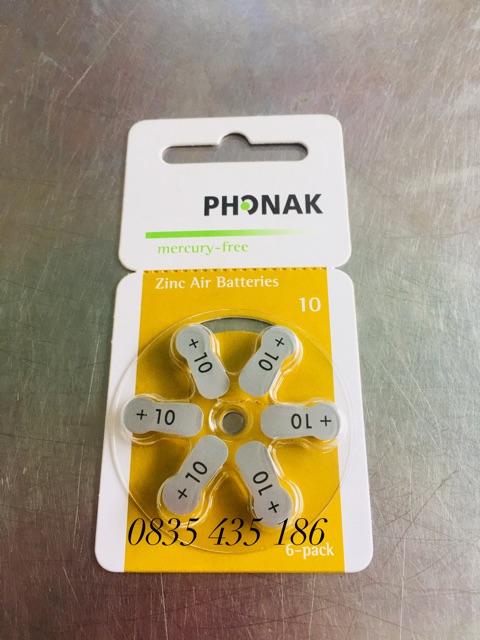 PHONAK
mercury-free
Zinc Air Batteries
10
+ 10
+ 10
+ 10
+ 10
+ 10
+ 10
0835 435 186
6-pack